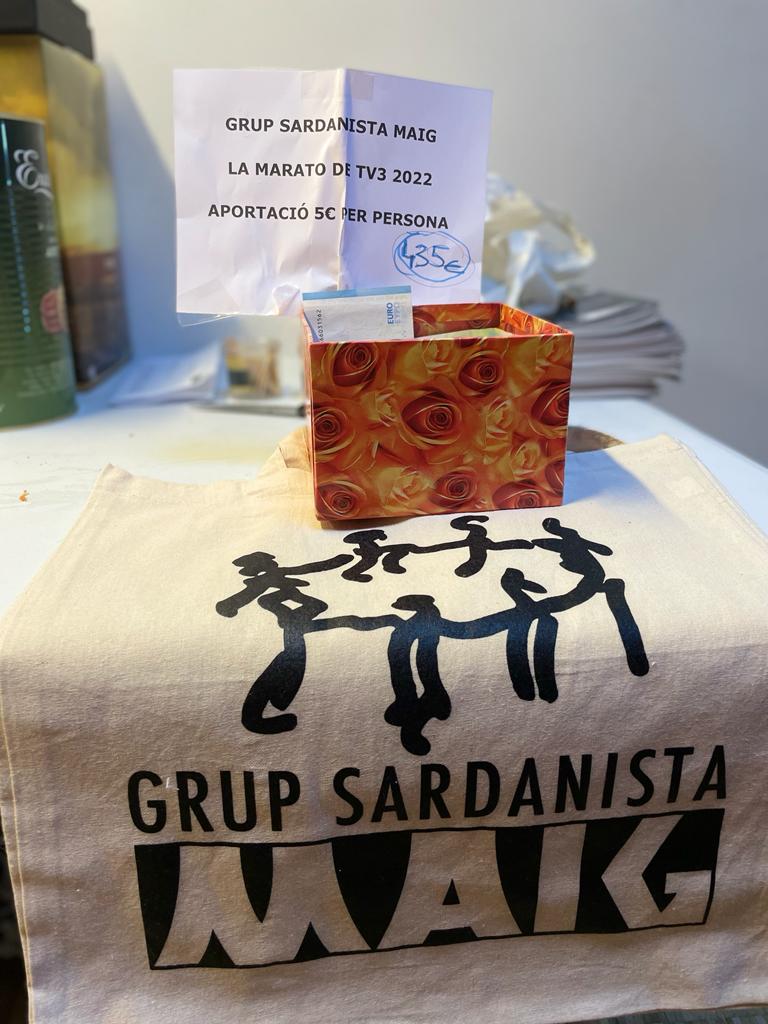 GRUP SARDANISTA MAIG
LA MARATO DE TV3 2022
APORTACIÓ 5€ PER PERSONA
435€
EURO
GRUP SARDANISTA
MAIG